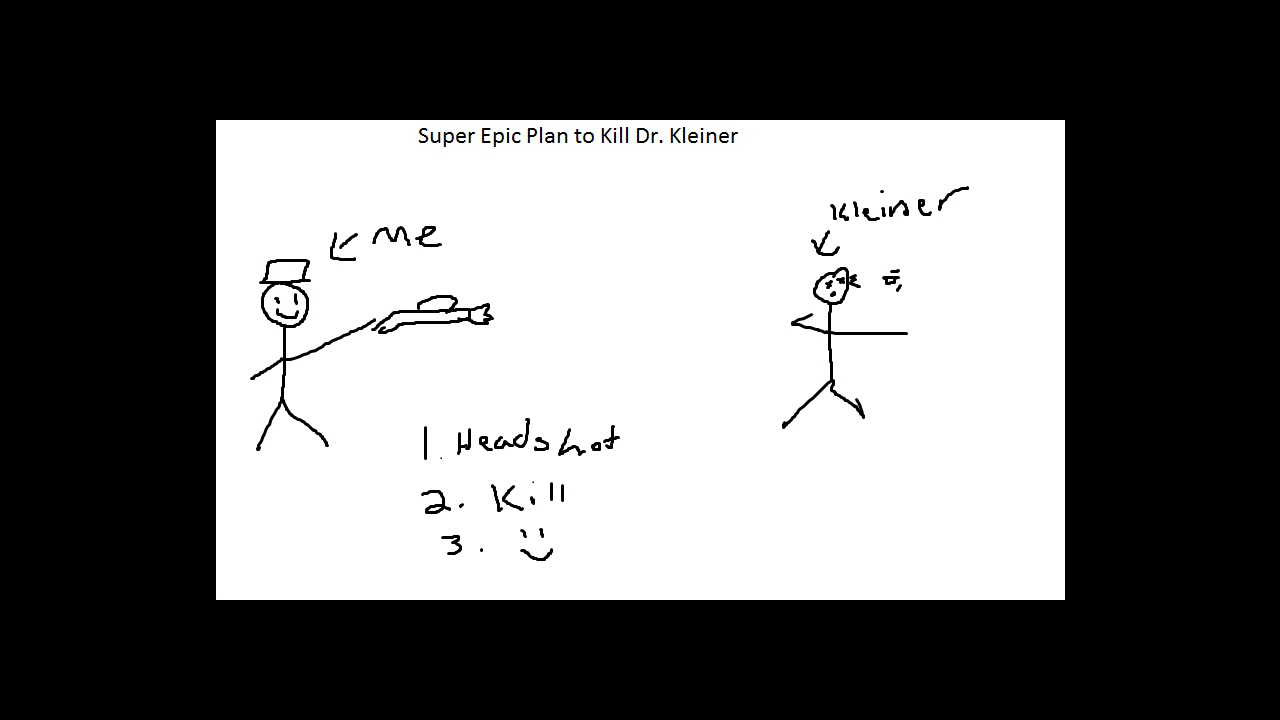 Super Epic Plan to Kill Dr. Kleiner
Kleiner
me
1. Headshot
2. Kill
3. :)